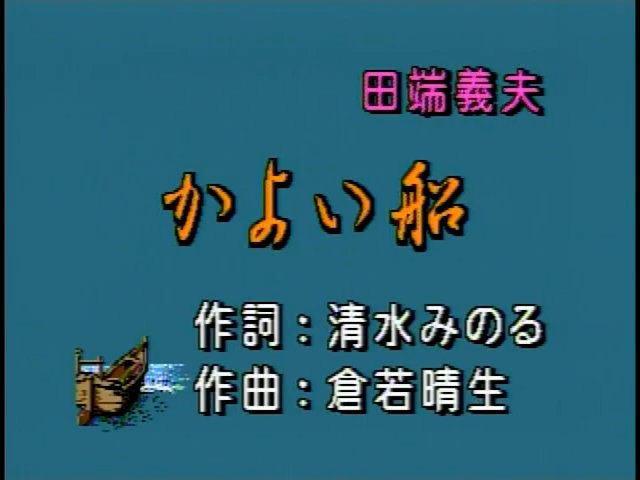 田端義夫
かよい船
作詞：清水みのる
作曲：倉若晴生